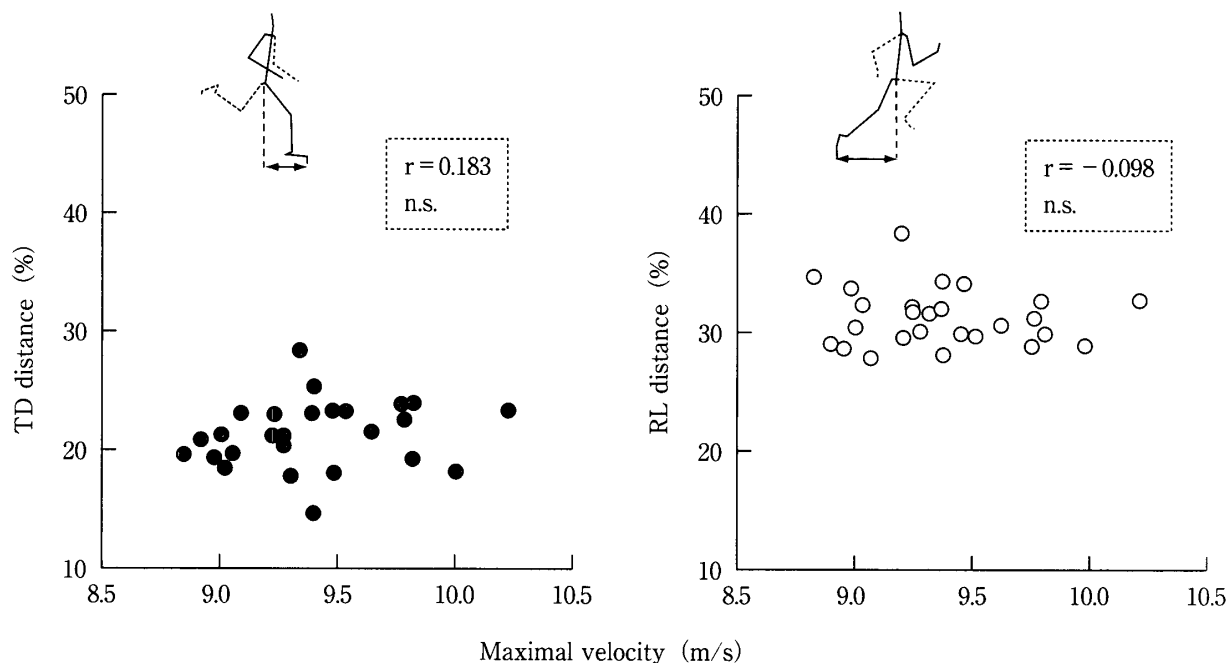 50
40
30
20
10
TD distance (%)
r = 0.183
n.s.
8.5 9.0 9.5 10.0 10.5
50
40
30
20
10
RL distance (%)
r = −0.098
n.s.
8.5 9.0 9.5 10.0 10.5
Maximal velocity (m/s)